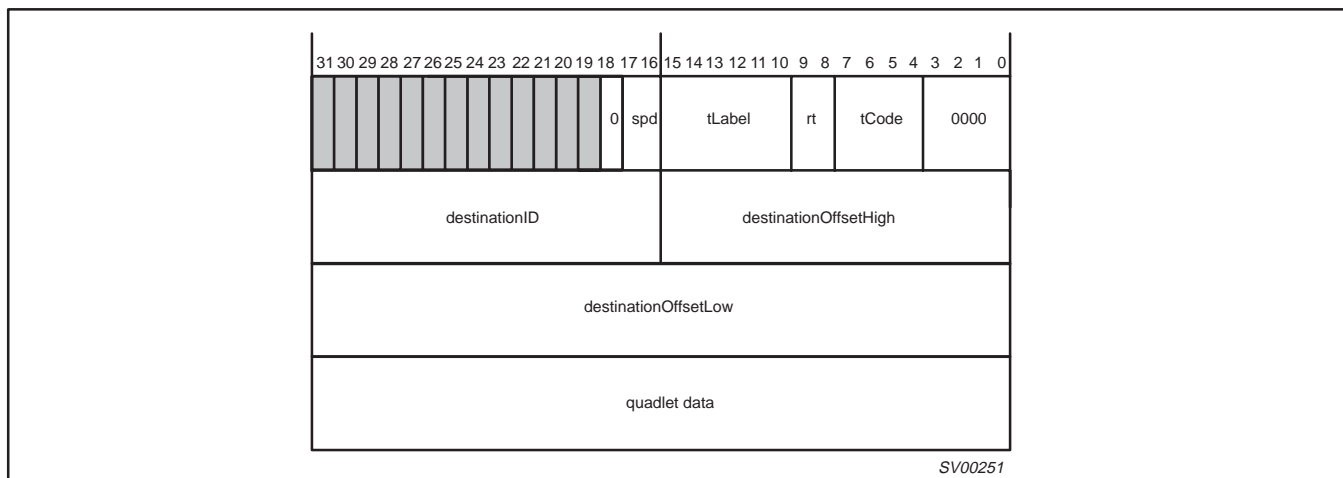 31 30 29 28 27 26 25 24 23 22 21 20 19 18 17 16 15 14 13 12 11 10 9 8 7 6 5 4 3 2 1 0
0 spd tLabel rt tCode 0000
destinationID destinationOffsetHigh
destinationOffsetLow
quadlet data
SV00251